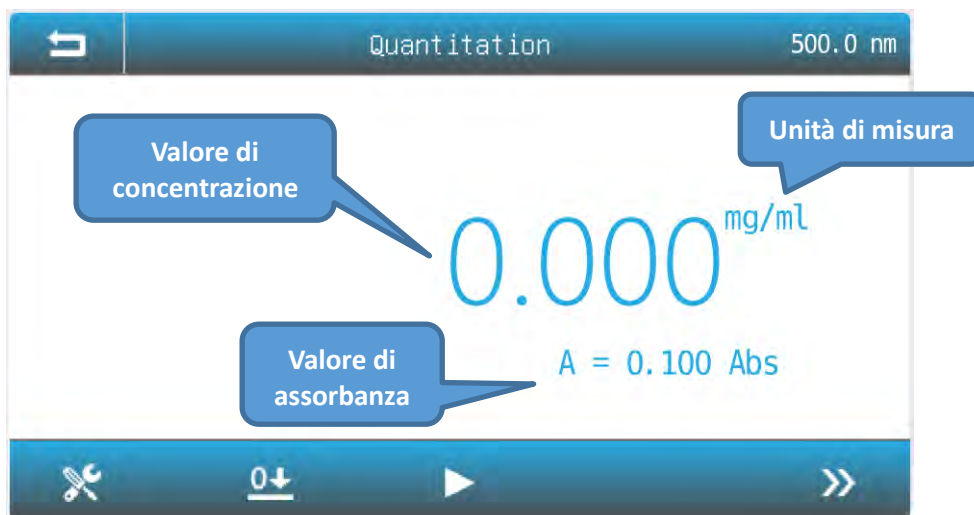 Quantitation 500.0 nm
Unità di misura
Valore di
concentrazione
mg/ml
0.000
Valore di
assorbanza
A = 0.100 Abs
0